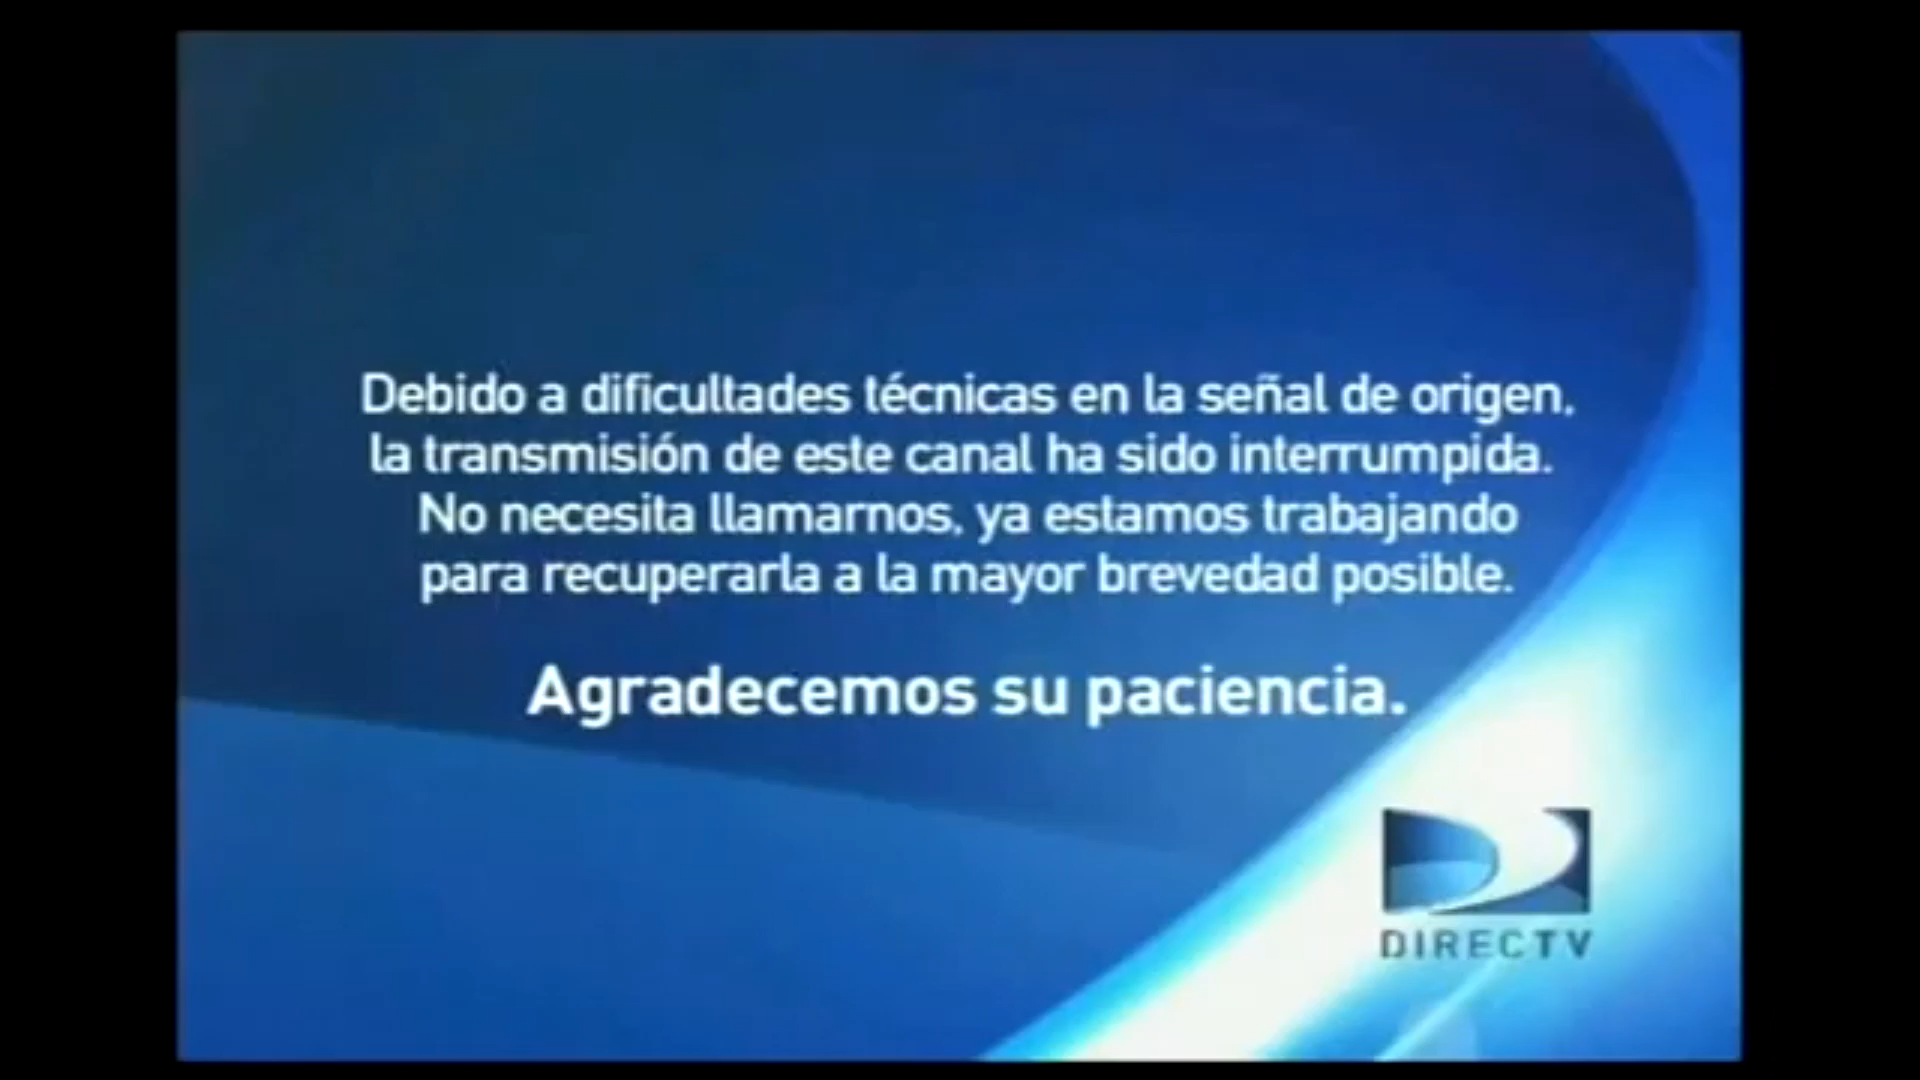 Debido a dificultades técnicas en la señal de origen,
la transmisión de este canal ha sido interrumpida.
No necesita llamarnos, ya estamos trabajando
para recuperarla a la mayor brevedad posible.
Agradecemos su paciencia.
DIRECTV